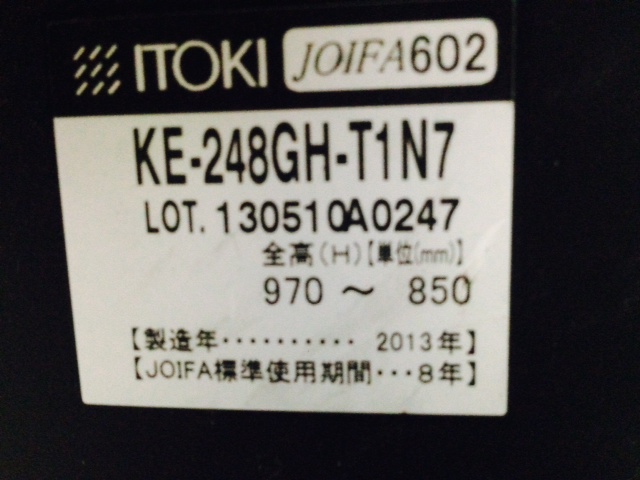 ITOKI JOIFA602
KE-248GH-T1N7
LOT. 130510A0247
全高(H)【単位(mm)】
970 ～ 850
【製造年‥‥‥‥‥ 2013年】
【JOIFA標準使用期間‥･8年】